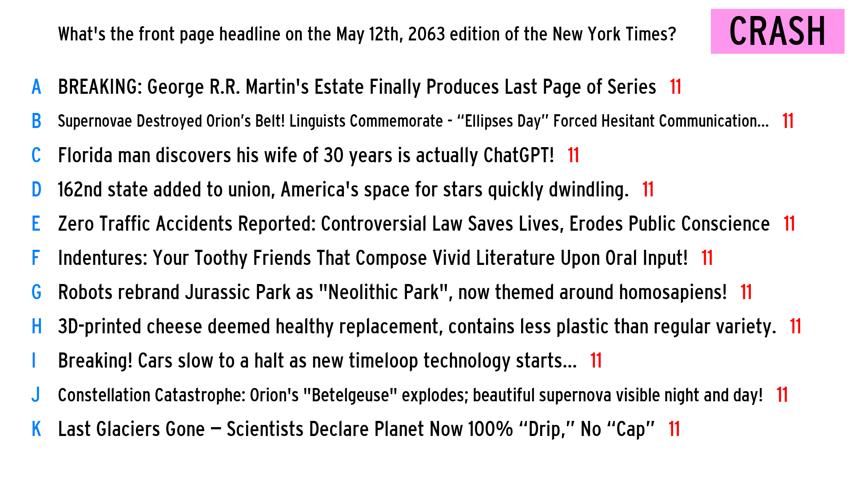 What's the front page headline on the May 12th, 2063 edition of the New York Times?
CRASH
A BREAKING: George R.R. Martin's Estate Finally Produces Last Page of Series 11
B Supernovae Destroyed Orion’s Belt! Linguists Commemorate - “Ellipses Day” Forced Hesitant Communication... 11
C Florida man discovers his wife of 30 years is actually ChatGPT! 11
D 162nd state added to union, America's space for stars quickly dwindling. 11
E Zero Traffic Accidents Reported: Controversial Law Saves Lives, Erodes Public Conscience 11
F Indentures: Your Toothy Friends That Compose Vivid Literature Upon Oral Input! 11
G Robots rebrand Jurassic Park as "Neolithic Park", now themed around homosapiens! 11
H 3D-printed cheese deemed healthy replacement, contains less plastic than regular variety. 11
I Breaking! Cars slow to a halt as new timeloop technology starts... 11
J Constellation Catastrophe: Orion's "Betelgeuse" explodes; beautiful supernova visible night and day! 11
K Last Glaciers Gone – Scientists Declare Planet Now 100% “Drip,” No “Cap” 11